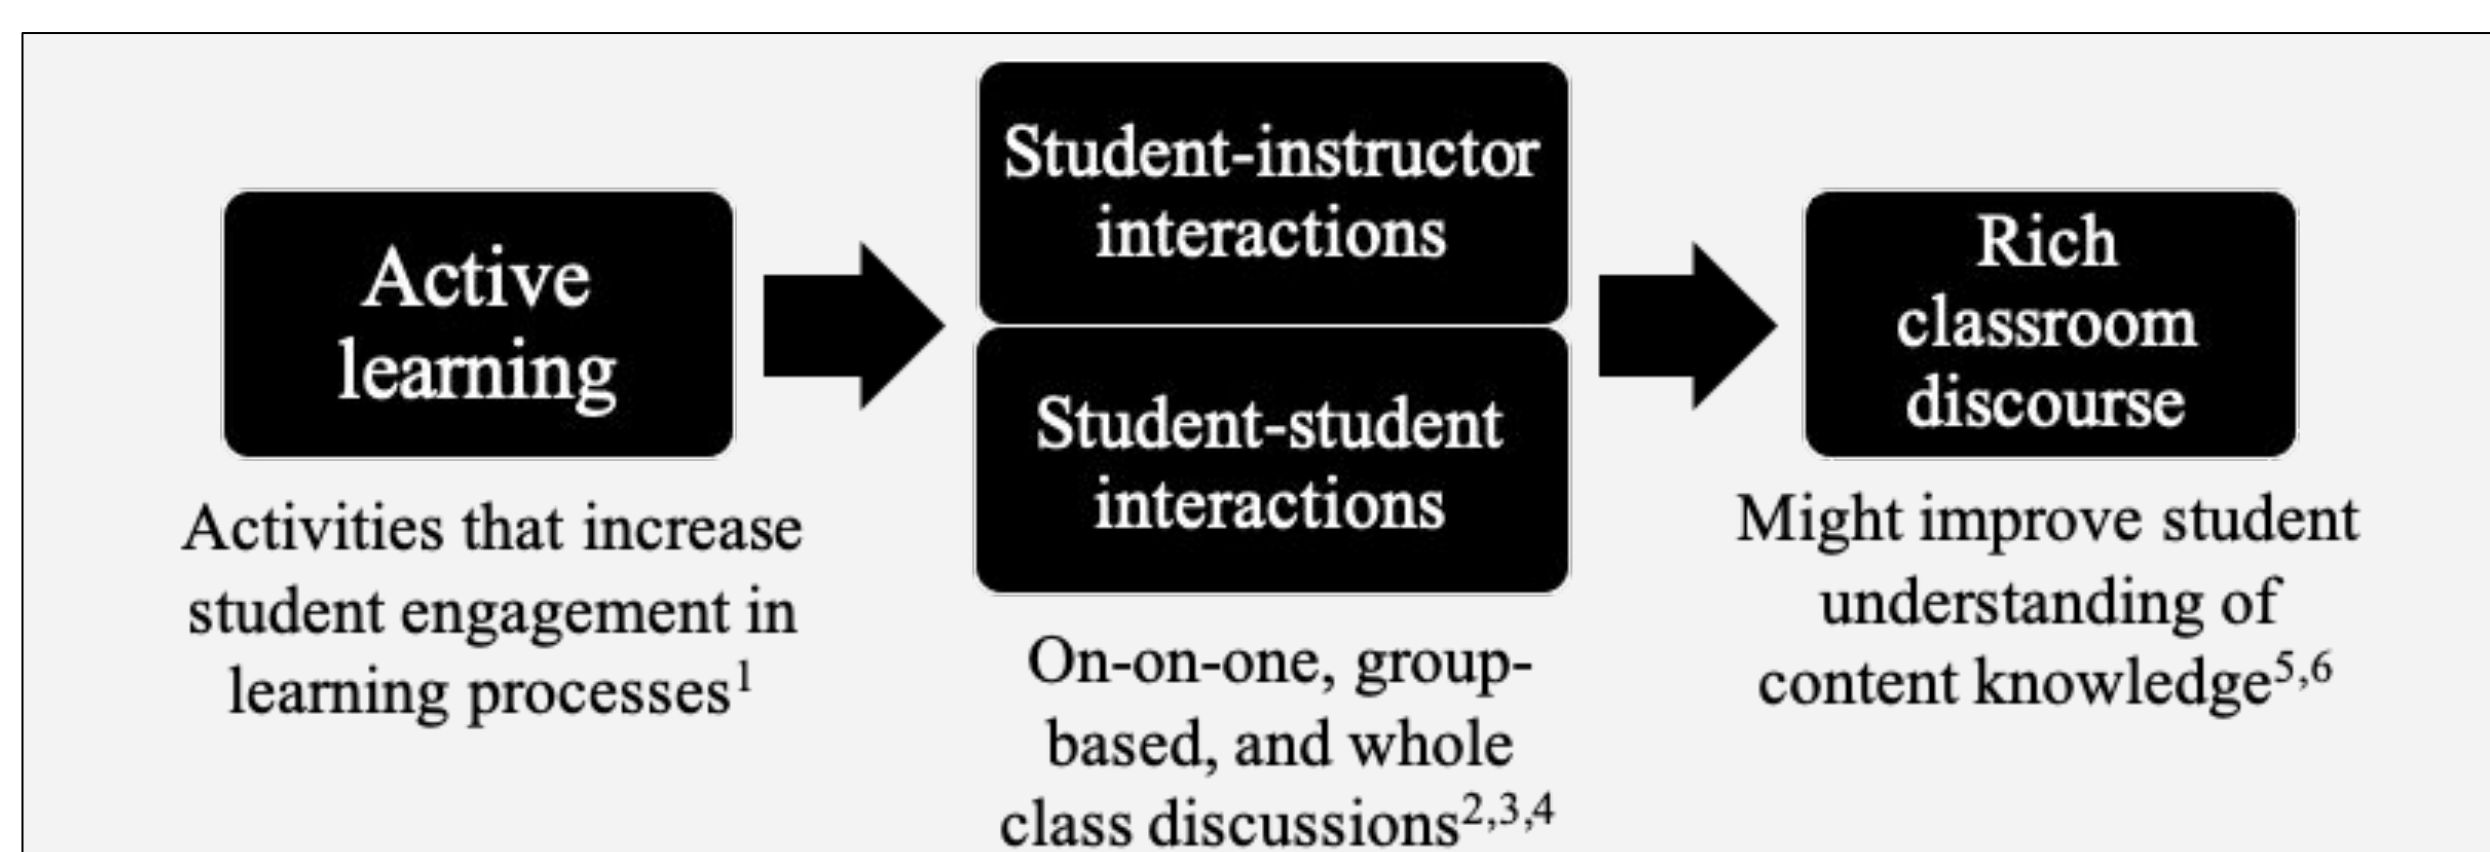 Active
learning
Activities that increase
student engagement in
learning processes¹
Student-instructor
interactions
Student-student
interactions
On-on-one, group-
based, and whole
class discussions²,³,⁴
Rich
classroom
discourse
Might improve student
understanding of
content knowledge⁵,⁶